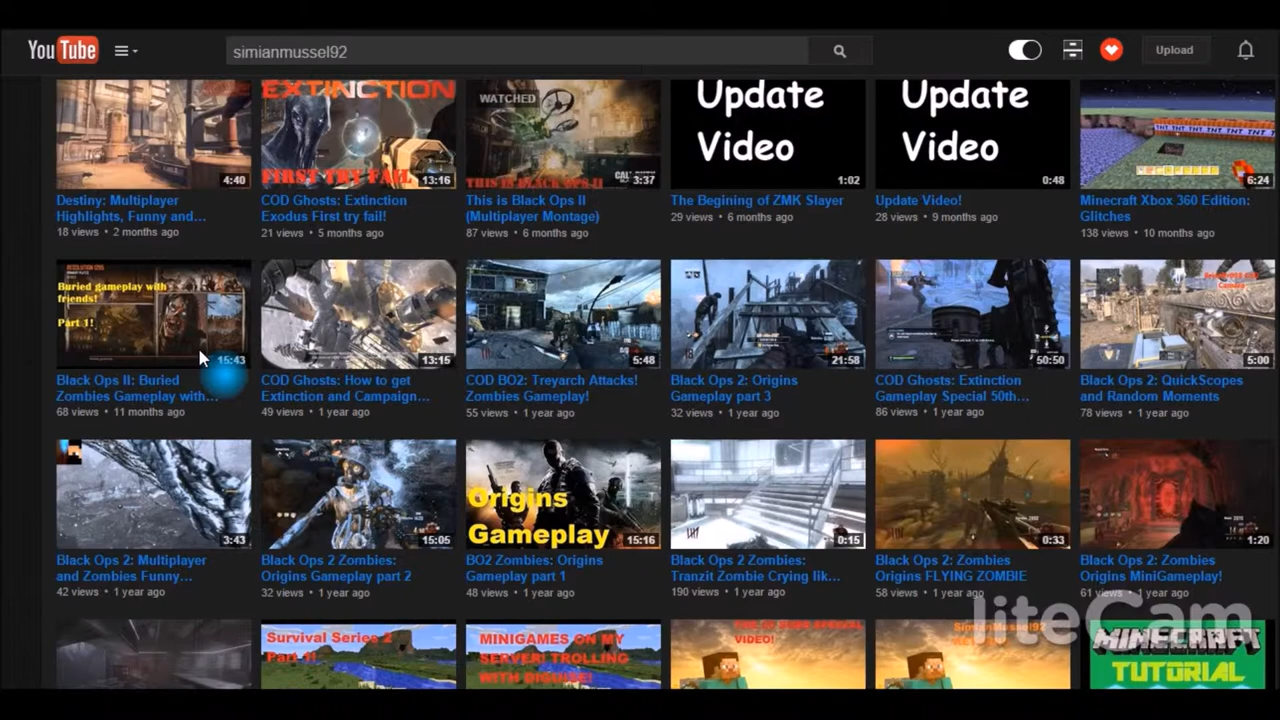 YouTube
simianmussel92
Upload
EXTINCTION
FIRST TRY FAIL
13:16
4:40
WATCHED
THIS IS BLACK OPS II
3:37
Update
Video
1:02
Update
Video
0:48
TNT TNT TNT TNT TNT
6:24
Destiny: Multiplayer
Highlights, Funny and...
18 views • 2 months ago
COD Ghosts: Extinction
Exodus First try fail!
21 views • 5 months ago
This is Black Ops II
(Multiplayer Montage)
87 views • 6 months ago
The Begining of ZMK Slayer
29 views • 6 months ago
Update Video!
28 views • 9 months ago
Minecraft Xbox 360 Edition:
Glitches
138 views • 10 months ago
Buried gameplay with
friends!
Part 1!
15:43
13:15
5:48
21:58
50:50
5:00
Black Ops II: Buried
Zombies Gameplay with...
68 views • 11 months ago
COD Ghosts: How to get
Extinction and Campaign...
49 views • 1 year ago
COD BO2: Treyarch Attacks!
Zombies Gameplay!
55 views • 1 year ago
Black Ops 2: Origins
Gameplay part 3
32 views • 1 year ago
COD Ghosts: Extinction
Gameplay Special 50th...
86 views • 1 year ago
Black Ops 2: QuickScopes
and Random Moments
78 views • 1 year ago
3:43
15:05
Origins
Gameplay
15:16
0:15
0:33
1:20
Black Ops 2: Multiplayer
and Zombies Funny...
42 views • 1 year ago
Black Ops 2 Zombies:
Origins Gameplay part 2
32 views • 1 year ago
BO2 Zombies: Origins
Gameplay part 1
48 views • 1 year ago
Black Ops 2 Zombies:
Tranzit Zombie Crying lik...
190 views • 1 year ago
Black Ops 2: Zombies
Origins FLYING ZOMBIE
58 views • 1 year ago
Black Ops 2: Zombies
Origins MiniGameplay!
61 views • 1 year ago
liteCam
Survival Series 2
Part 1!
MINIGAMES ON MY
SERVER! TROLLING
WITH DISGUISE!
VIDEO!
SimianMussel92
MINECRAFT
TUTORIAL